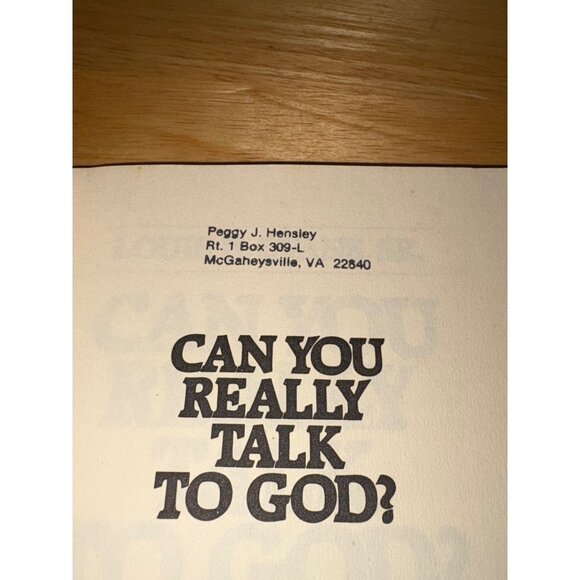 Peggy J. Hensley
Rt. 1 Box 309-L
McGaheysville, VA 22840
CAN YOU
REALLY
TALK
TO GOD?